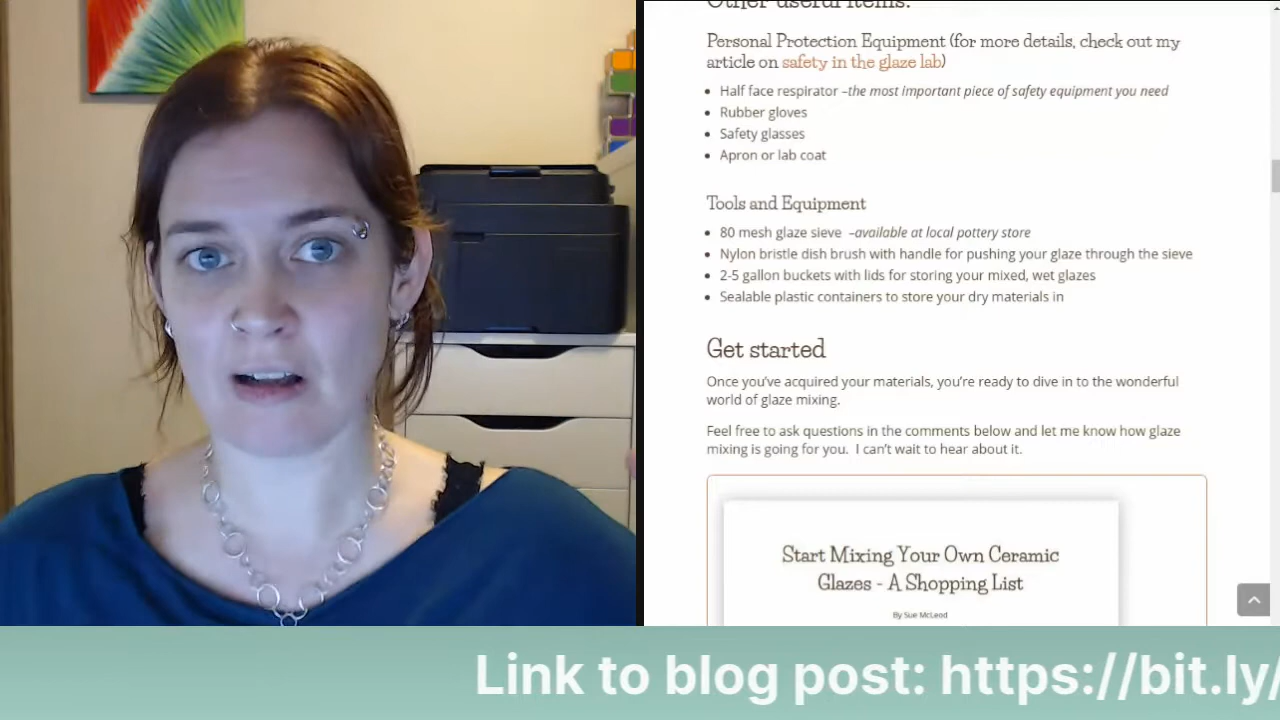 Other useful items:
Personal Protection Equipment (for more details, check out my
article on safety in the glaze lab)
• Half face respirator –the most important piece of safety equipment you need
• Rubber gloves
• Safety glasses
• Apron or lab coat
Tools and Equipment
• 80 mesh glaze sieve –available at local pottery store
• Nylon bristle dish brush with handle for pushing your glaze through the sieve
• 2-5 gallon buckets with lids for storing your mixed, wet glazes
• Sealable plastic containers to store your dry materials in
Get started
Once you've acquired your materials, you're ready to dive in to the wonderful
world of glaze mixing.
Feel free to ask questions in the comments below and let me know how glaze
mixing is going for you. I can't wait to hear about it.
Start Mixing Your Own Ceramic
Glazes - A Shopping List
By Sue McLeod
Link to blog post: https://bit.ly/